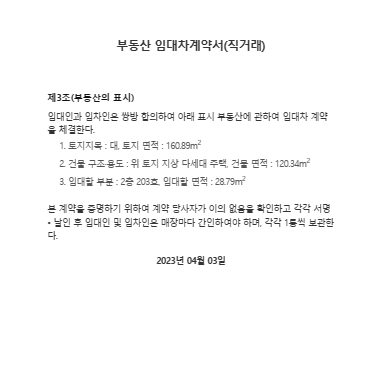 부동산 임대차계약서(직거래)
제3조(부동산의 표시)
임대인과 임차인은 쌍방 합의하여 아래 표시 부동산에 관하여 임대차 계약
을 체결한다.
1. 토지지목 : 대, 토지 면적 : 160.89m²
2. 건물 구조·용도 : 위 토지 지상 다세대 주택, 건물 면적 : 120.34m²
3. 임대할 부분 : 2층 203호, 임대할 면적 : 28.79m²
본 계약을 증명하기 위하여 계약 당사자가 이의 없음을 확인하고 각각 서명
• 날인 후 임대인 및 임차인은 매장마다 간인하여야 하며, 각각 1통씩 보관한
다.
2023년 04월 03일